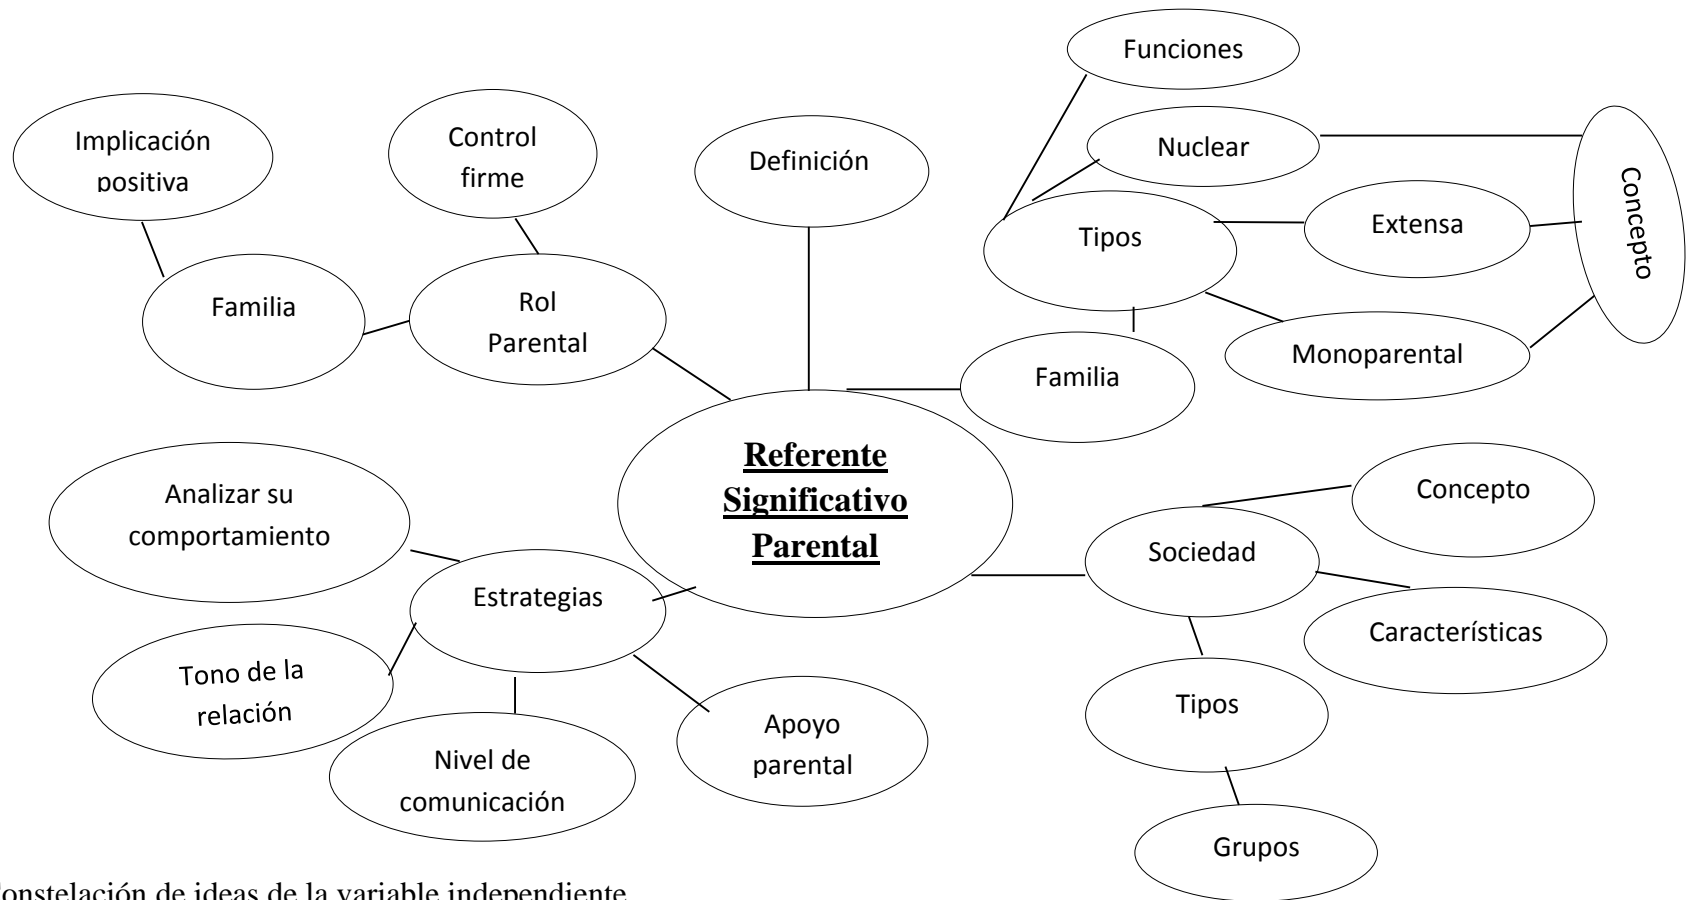 Funciones
Implicación
positiva
Control
firme
Definición
Nuclear
Concepto
Extensa
Tipos
Monoparental
Familia
Familia
Rol
Parental
Referente
Significativo
Parental
Analizar su
comportamiento
Estrategias
Tono de la
relación
Nivel de
comunicación
Apoyo
parental
Concepto
Sociedad
Características
Tipos
Grupos
onstelación de ideas de la variable independiente